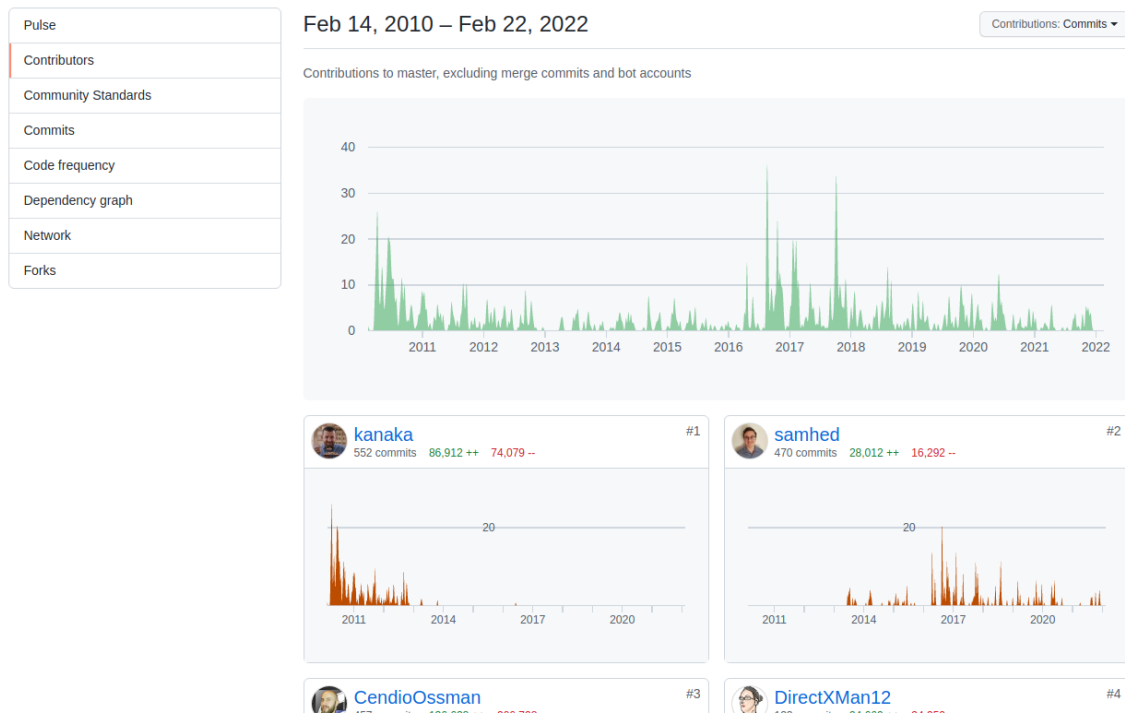 Pulse
Contributors
Community Standards
Commits
Code frequency
Dependency graph
Network
Forks
Feb 14, 2010 – Feb 22, 2022
Contributions: Commits
Contributions to master, excluding merge commits and bot accounts
40
30
20
10
0
2011 2012 2013 2014 2015 2016 2017 2018 2019 2020 2021 2022
kanaka #1
552 commits 86,912 ++ 74,079 --
20
2011 2014 2017 2020
samhed #2
470 commits 28,012 ++ 16,292 --
20
2011 2014 2017 2020
CendioOssman #3
DirectXMan12 #4